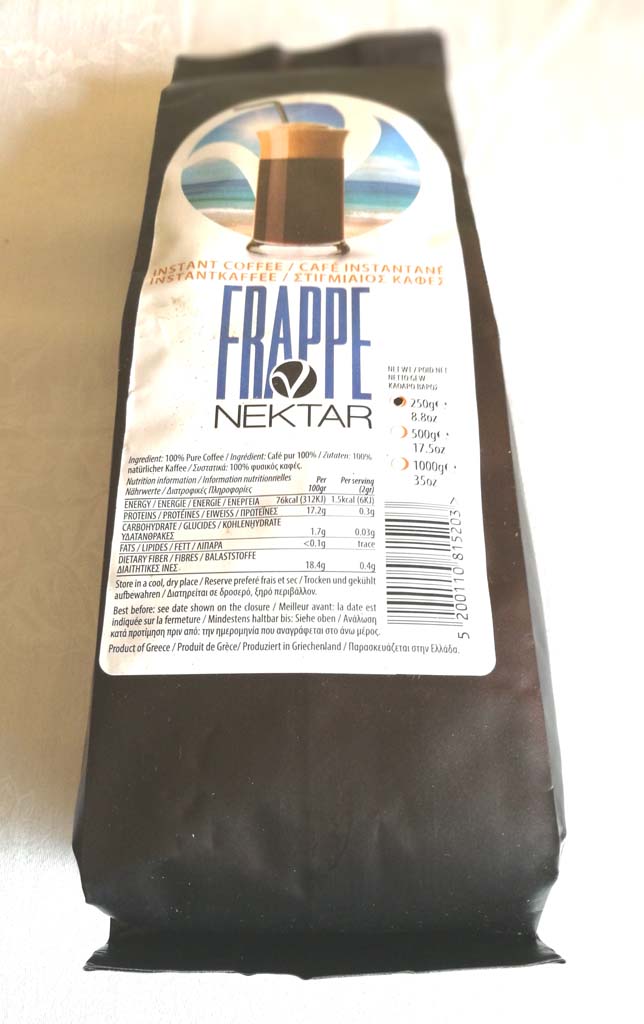 INSTANT COFFEE / CAFÉ INSTANTANÉ
INSTANTKAFFEE / ΣΤΙΓΜΙΑΙΟΣ ΚΑΦΕΣ
FRAPPE
NEKTAR
NET WT / POID NET
NETTO GEW
ΚΑΘΑΡΟ ΒΑΡΟΣ
250g℮
8.8oz
500g℮
17.5oz
1000g℮
35oz
Ingredient: 100% Pure Coffee / Ingrédient: Café pur 100% / Zutaten: 100%
natürlicher Kaffee / Συστατικά: 100% φυσικός καφές.
Nutrition information / Information nutritionnelles
Nährwerte / Διατροφικές Πληροφορίες
Per 100gr
Per serving (2gr)
ENERGY / ENERGIE / ENERGIE / ΕΝΕΡΓΕΙΑ 76kcal (312KJ) 1.5kcal (6KJ)
PROTEINS / PROTÉINES / EIWEISS / ΠΡΩΤΕΪΝΕΣ 17.2g 0.3g
CARBOHYDRATE / GLUCIDES / KOHLENHYDRATE
ΥΔΑΤΑΝΘΡΑΚΕΣ 1.7g 0.03g
FATS / LIPIDES / FETT / ΛΙΠΑΡΑ <0.1g trace
DIETARY FIBER / FIBRES / BALASTSTOFFE
ΔΙΑΙΤΗΤΙΚΕΣ ΙΝΕΣ 18.4g 0.4g
Store in a cool, dry place / Reserve preferé frais et sec / Trocken und gekühlt
aufbewahren / Διατηρείται σε δροσερό, ξηρό περιβάλλον.
Best before: see date shown on the closure / Meilleur avant: la date est
indiquée sur la fermeture / Mindestens haltbar bis: Siehe oben / Ανάλωση
κατά προτίμηση πριν από: την ημερομηνία που αναγράφεται στο άνω μέρος.
Product of Greece / Produit de Grèce/ Produziert in Griechenland / Παρασκευάζεται στην Ελλάδα.
5 200110 815203 >